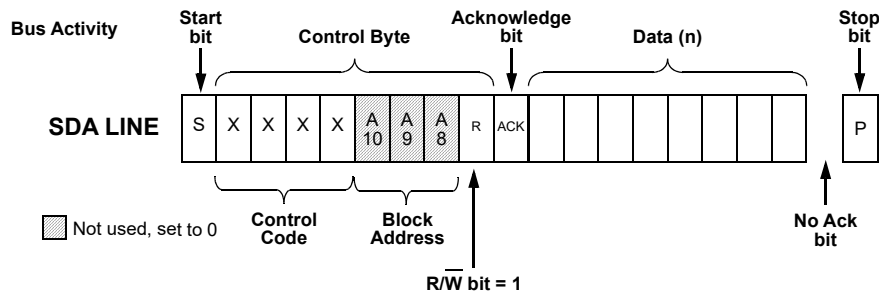 Bus Activity
Start
bit
Control Byte
Acknowledge
bit
Data (n)
Stop
bit
SDA LINE
S
X
X
X
X
A
10
A
9
A
8
R
ACK
P
Not used, set to 0
Control
Code
Block
Address
No Ack
bit
R/W̅ bit = 1